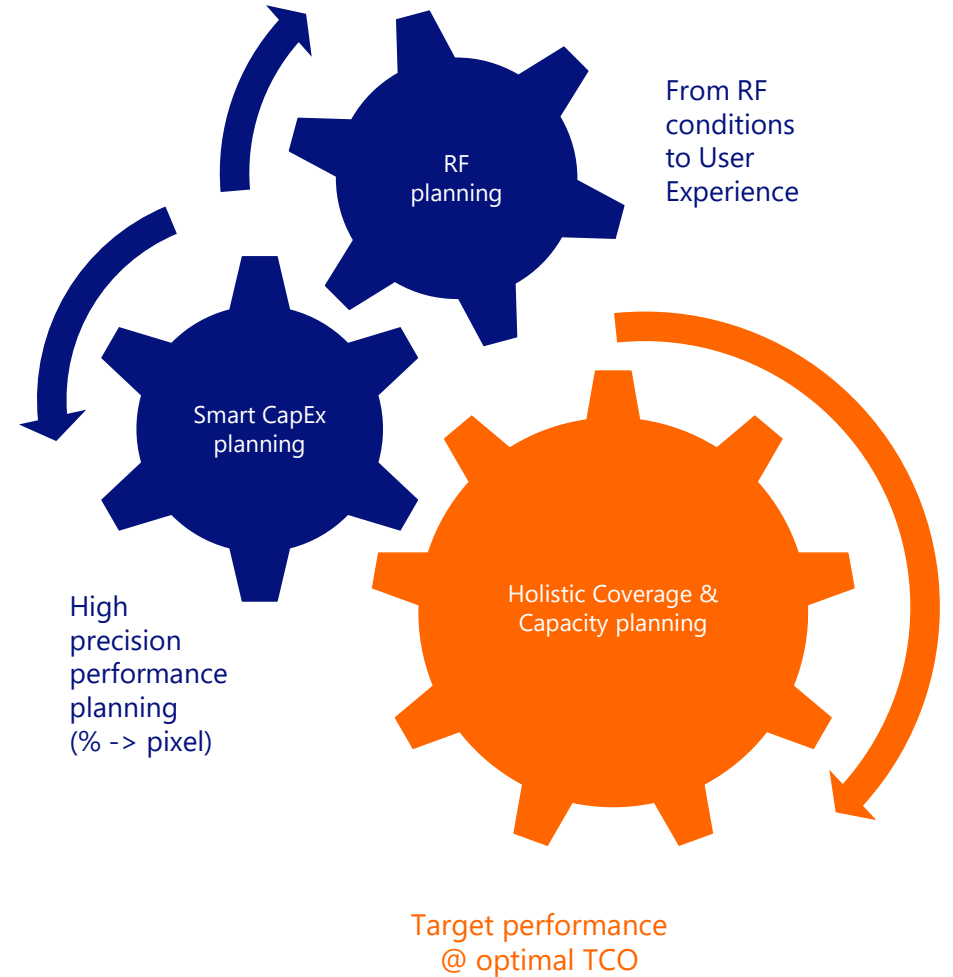 RF
planning
From RF
conditions
to User
Experience
Smart CapEx
planning
High
precision
performance
planning
(% -> pixel)
Holistic Coverage &
Capacity planning
Target performance
@ optimal TCO